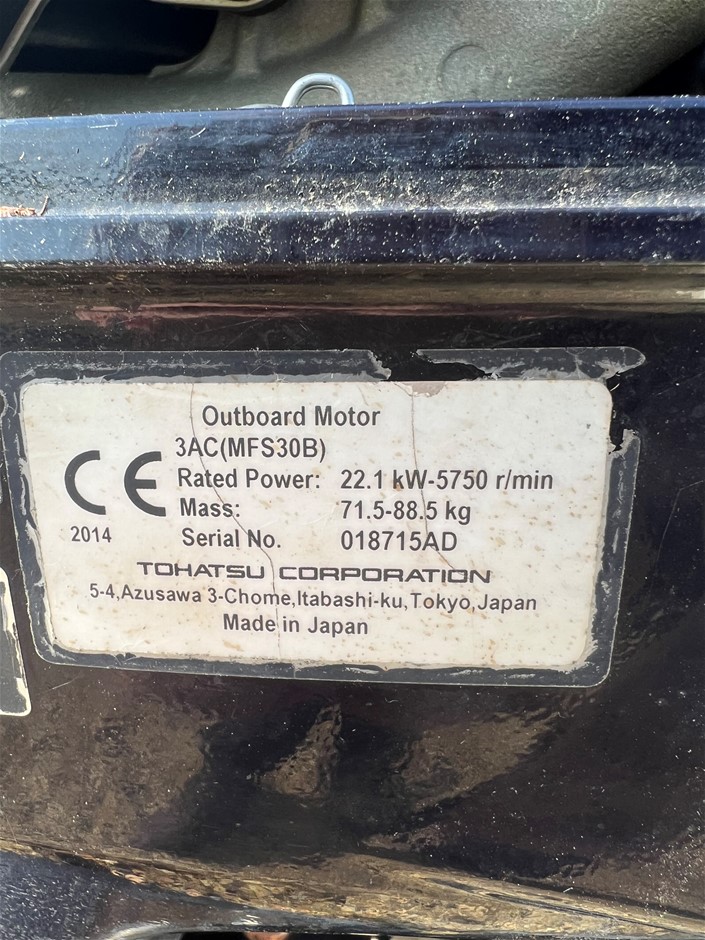 Outboard Motor
3AC(MFS30B)
CE
Rated Power: 22.1 kW-5750 r/min
Mass: 71.5-88.5 kg
2014
Serial No. 018715AD
TOHATSU CORPORATION
5-4,Azusawa 3-Chome,Itabashi-ku,Tokyo,Japan
Made in Japan